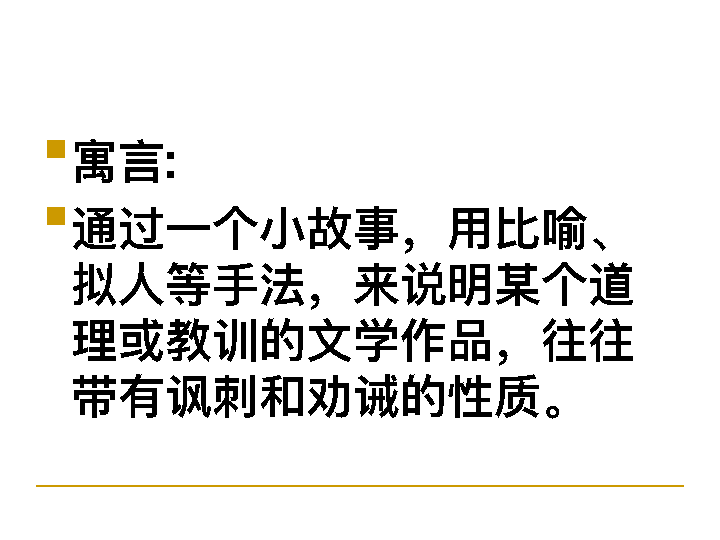 寓言:
通过一个小故事，用比喻、
拟人等手法，来说明某个道
理或教训的文学作品，往往
带有讽刺和劝诫的性质。